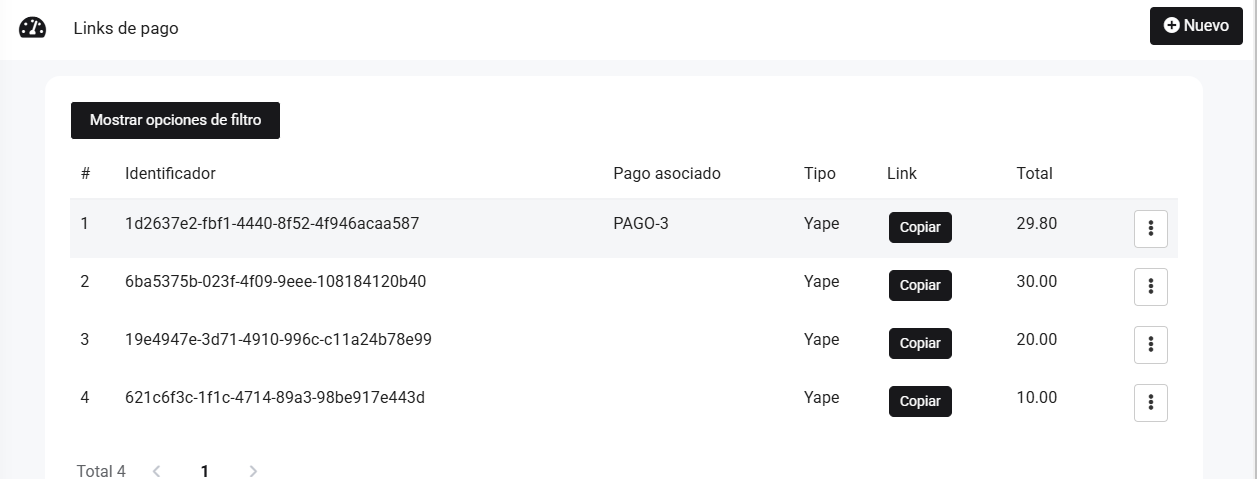 Links de pago
Nuevo
Mostrar opciones de filtro
# Identificador Pago asociado Tipo Link Total
1 1d2637e2-fbf1-4440-8f52-4f946acaa587 PAGO-3 Yape Copiar 29.80
2 6ba5375b-023f-4f09-9eee-108184120b40 Yape Copiar 30.00
3 19e4947e-3d71-4910-996c-c11a24b78e99 Yape Copiar 20.00
4 621c6f3c-1f1c-4714-89a3-98be917e443d Yape Copiar 10.00
Total 4 1